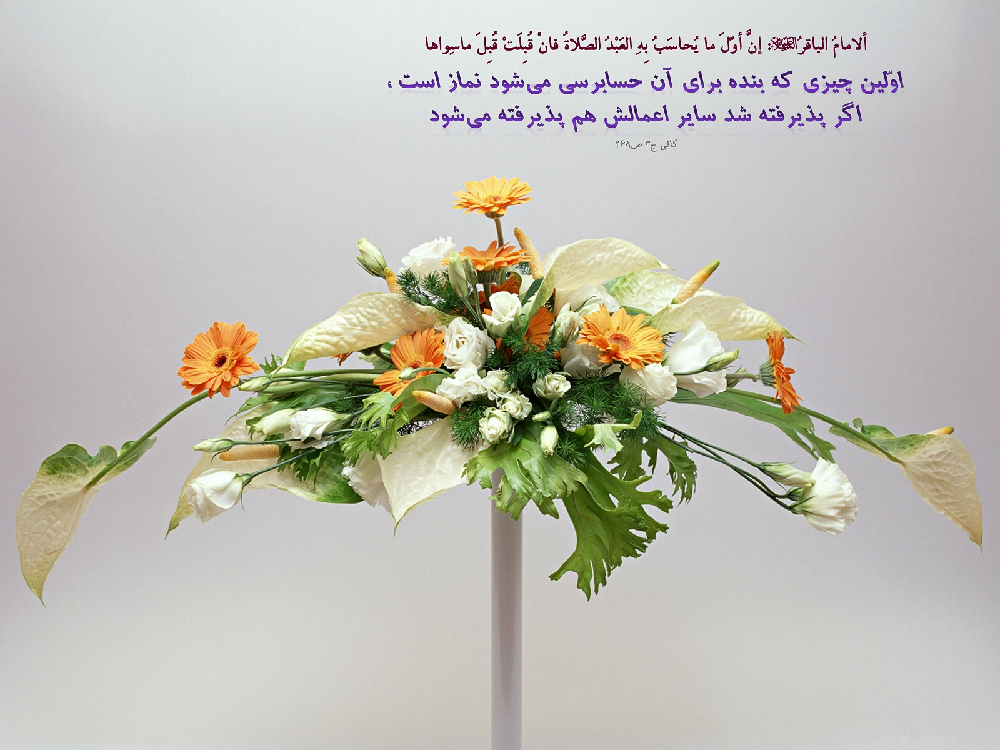 ألامامُ الباقرُ علیه‌السلام: إنَّ أوّلَ ما یُحاسَبُ بِهِ العَبْدُ الصَّلاةُ فانْ قُبِلَتْ قُبِلَ ماسِواها
اوّلین چیزی که بنده برای آن حسابرسی می‌شود نماز است ،
اگر پذیرفته شد سایر اعمالش هم پذیرفته می‌شود
کافی ج۳ ص۲۶۸